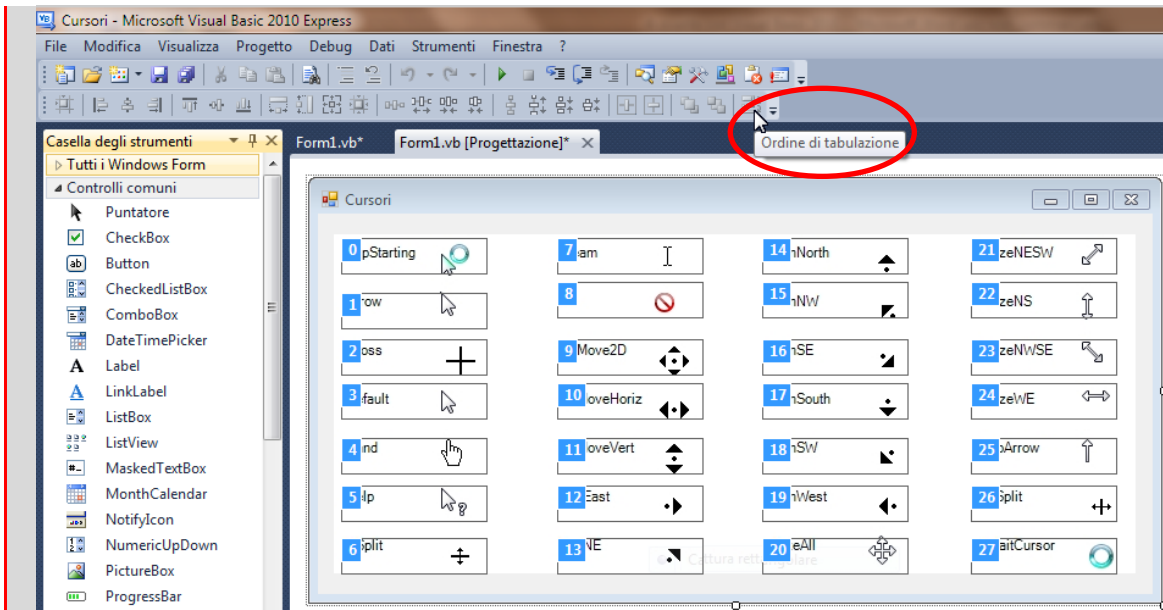 Cursori - Microsoft Visual Basic 2010 Express
File Modifica Visualizza Progetto Debug Dati Strumenti Finestra ?
Casella degli strumenti
Form1.vb* Form1.vb [Progettazione]*
Ordine di tabulazione
Tutti i Windows Form
Controlli comuni
Puntatore
CheckBox
Button
CheckedListBox
ComboBox
DateTimePicker
Label
LinkLabel
ListBox
ListView
MaskedTextBox
MonthCalendar
NotifyIcon
NumericUpDown
PictureBox
ProgressBar
Cursori
0 pStarting 7 am 14 nNorth 21 zeNESW
1 row 8 15 nNW 22 zeNS
2 oss 9 Move2D 16 nSE 23 zeNWSE
3 fault 10 oveHoriz 17 nSouth 24 zeWE
4 nd 11 oveVert 18 nSW 25 pArrow
5 lp 12 East 19 nWest 26 Split
6 Split 13 NE 20 eAll 27 aitCursor